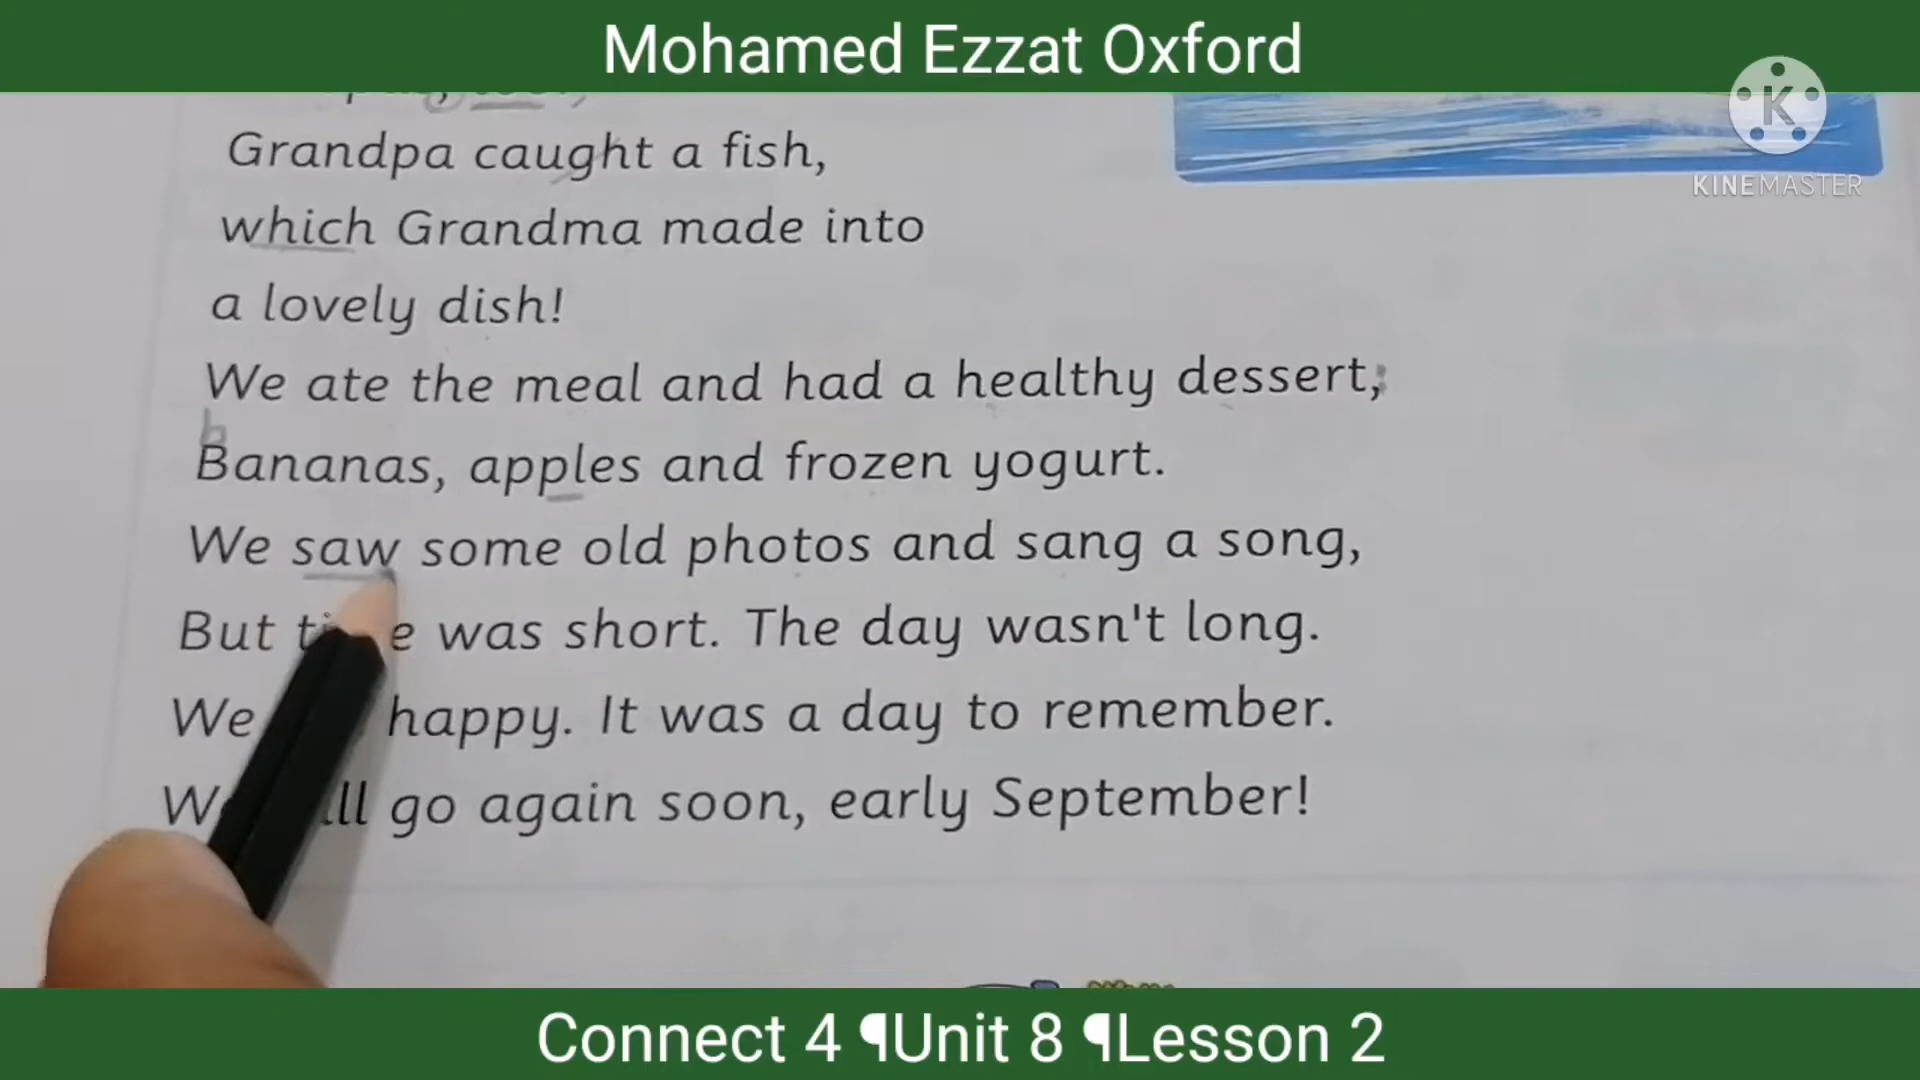 Mohamed Ezzat Oxford
K
KINEMASTER
Grandpa caught a fish,
which Grandma made into
a lovely dish!
We ate the meal and had a healthy dessert,
b
Bananas, apples and frozen yogurt.
We saw some old photos and sang a song,
But was short. The day wasn't long.
We happy. It was a day to remember.
go again soon, early September!
Connect 4 ¶Unit 8 ¶Lesson 2